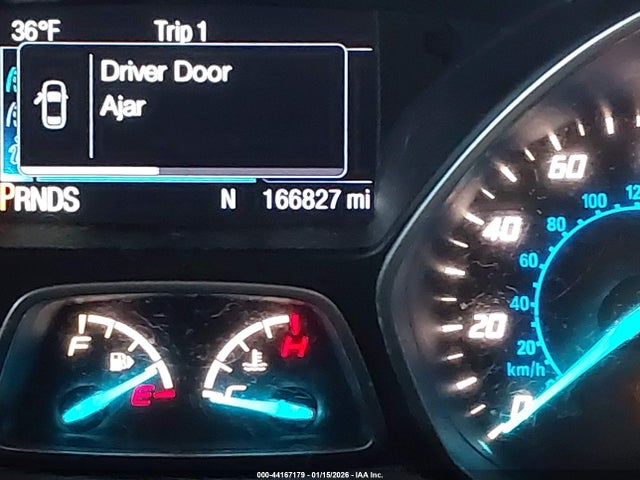 36°F Trip 1
Driver Door
Ajar
PRNDS N 166827 mi
F
E
H
C
60
40
20
0
100
80
60
40
20
km/h
000-44167179 - 01/15/2026 - IAA Inc.